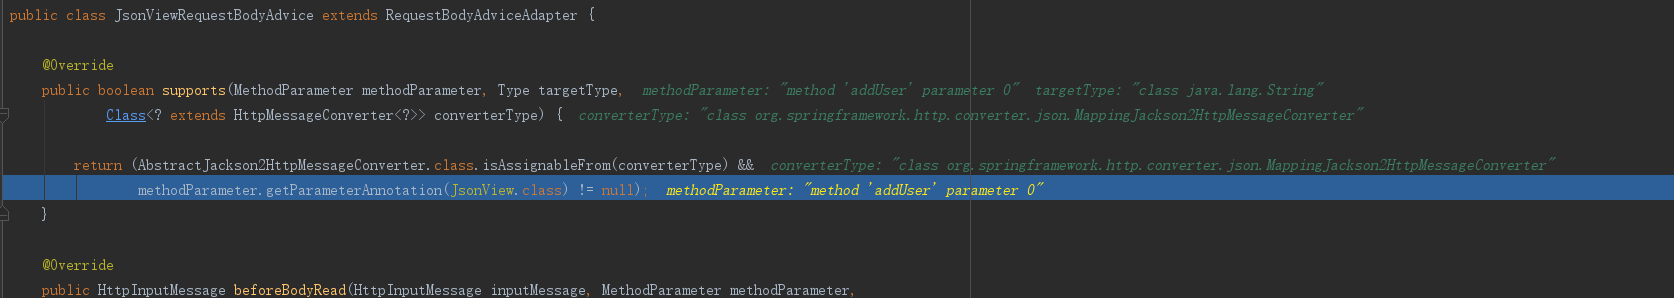 public class JsonViewRequestBodyAdvice extends RequestBodyAdviceAdapter {
@Override
public boolean supports(MethodParameter methodParameter, Type targetType,  methodParameter: "method 'addUser' parameter 0"  targetType: "class java.lang.String"
Class<? extends HttpMessageConverter<?>> converterType) {  converterType: "class org.springframework.http.converter.json.MappingJackson2HttpMessageConverter"
return (AbstractJackson2HttpMessageConverter.class.isAssignableFrom(converterType) &&  converterType: "class org.springframework.http.converter.json.MappingJackson2HttpMessageConverter"
methodParameter.getParameterAnnotation(JsonView.class) != null);  methodParameter: "method 'addUser' parameter 0"
}
@Override
public HttpInputMessage beforeBodyRead(HttpInputMessage inputMessage, MethodParameter methodParameter,